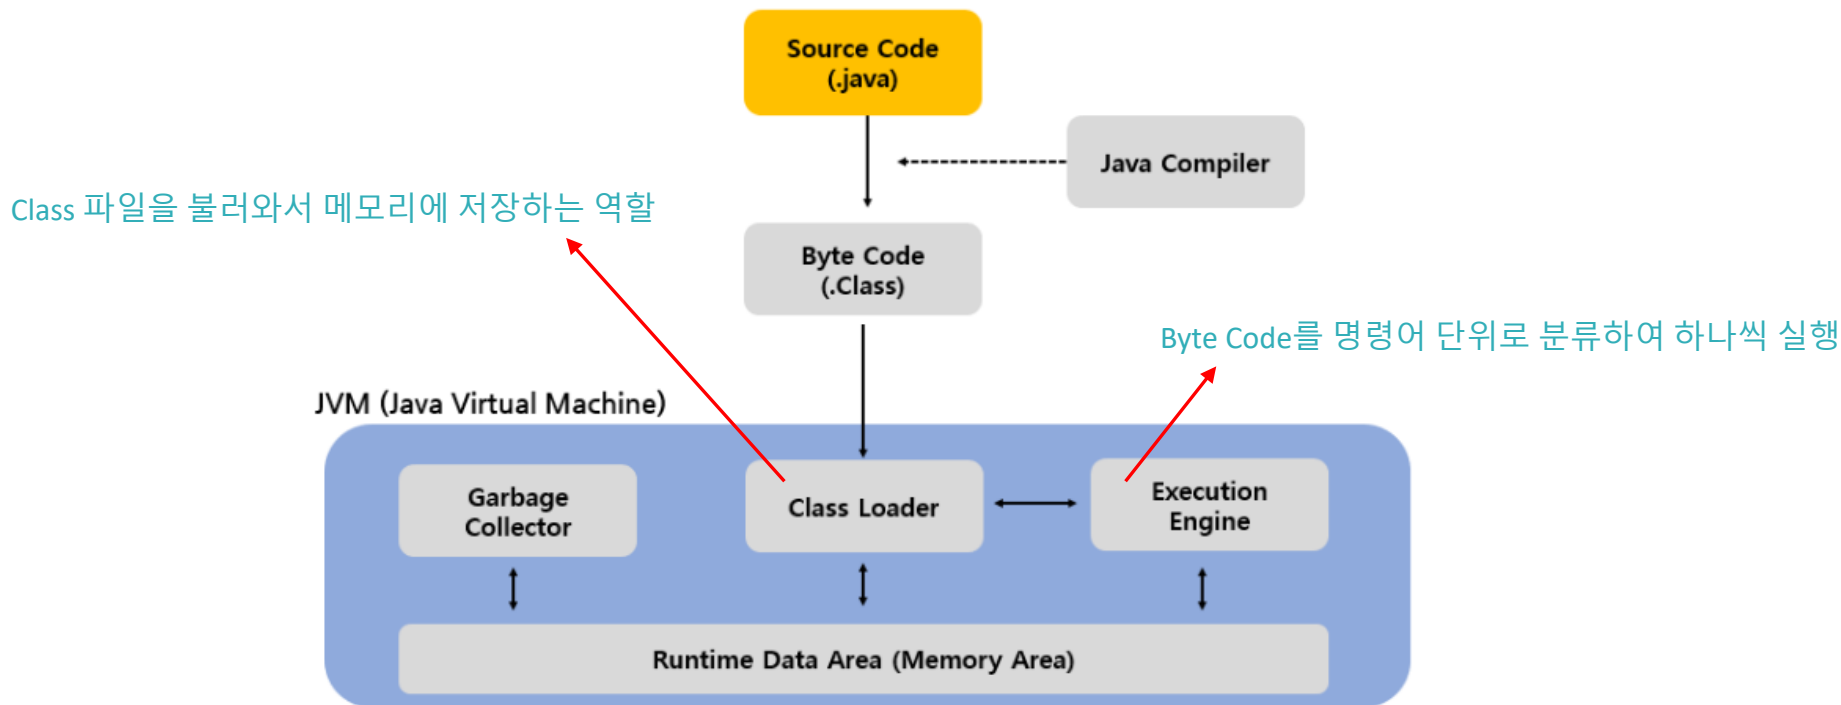 Source Code
(.java)
Java Compiler
Class 파일을 불러와서 메모리에 저장하는 역할
Byte Code
(.Class)
Byte Code를 명령어 단위로 분류하여 하나씩 실행
JVM (Java Virtual Machine)
Garbage
Collector
Class Loader
Execution
Engine
Runtime Data Area (Memory Area)